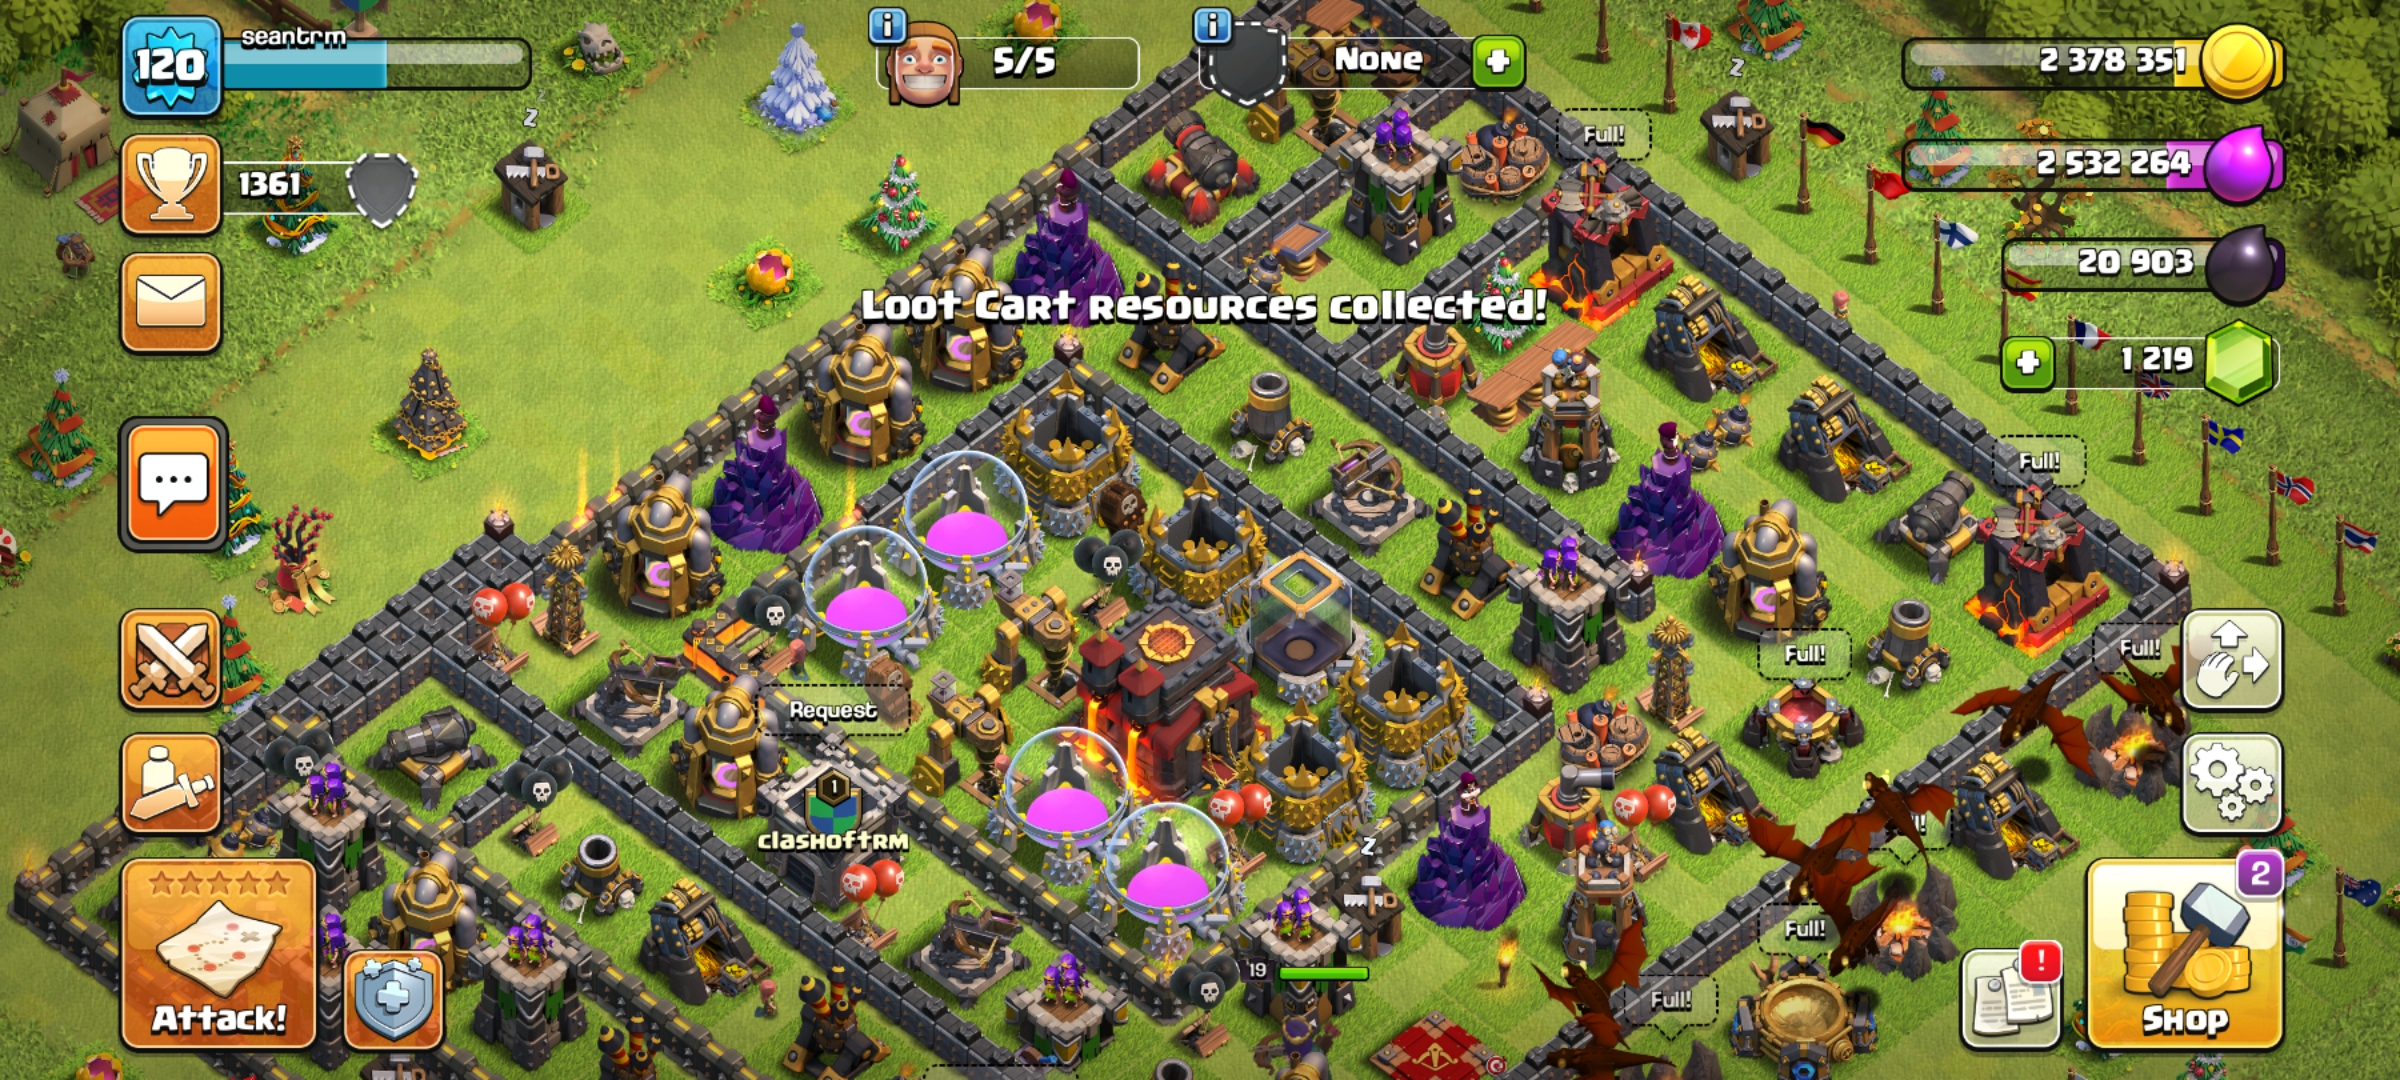 120
seantrm
5/5
None
2 378 351
1361
Full!
2 532 264
20 903
Loot Cart resources collected!
1 219
Full!
Full!
Full!
Request
1
clashoftrm
Full!
2
19
Full!
!
Attack!
Shop